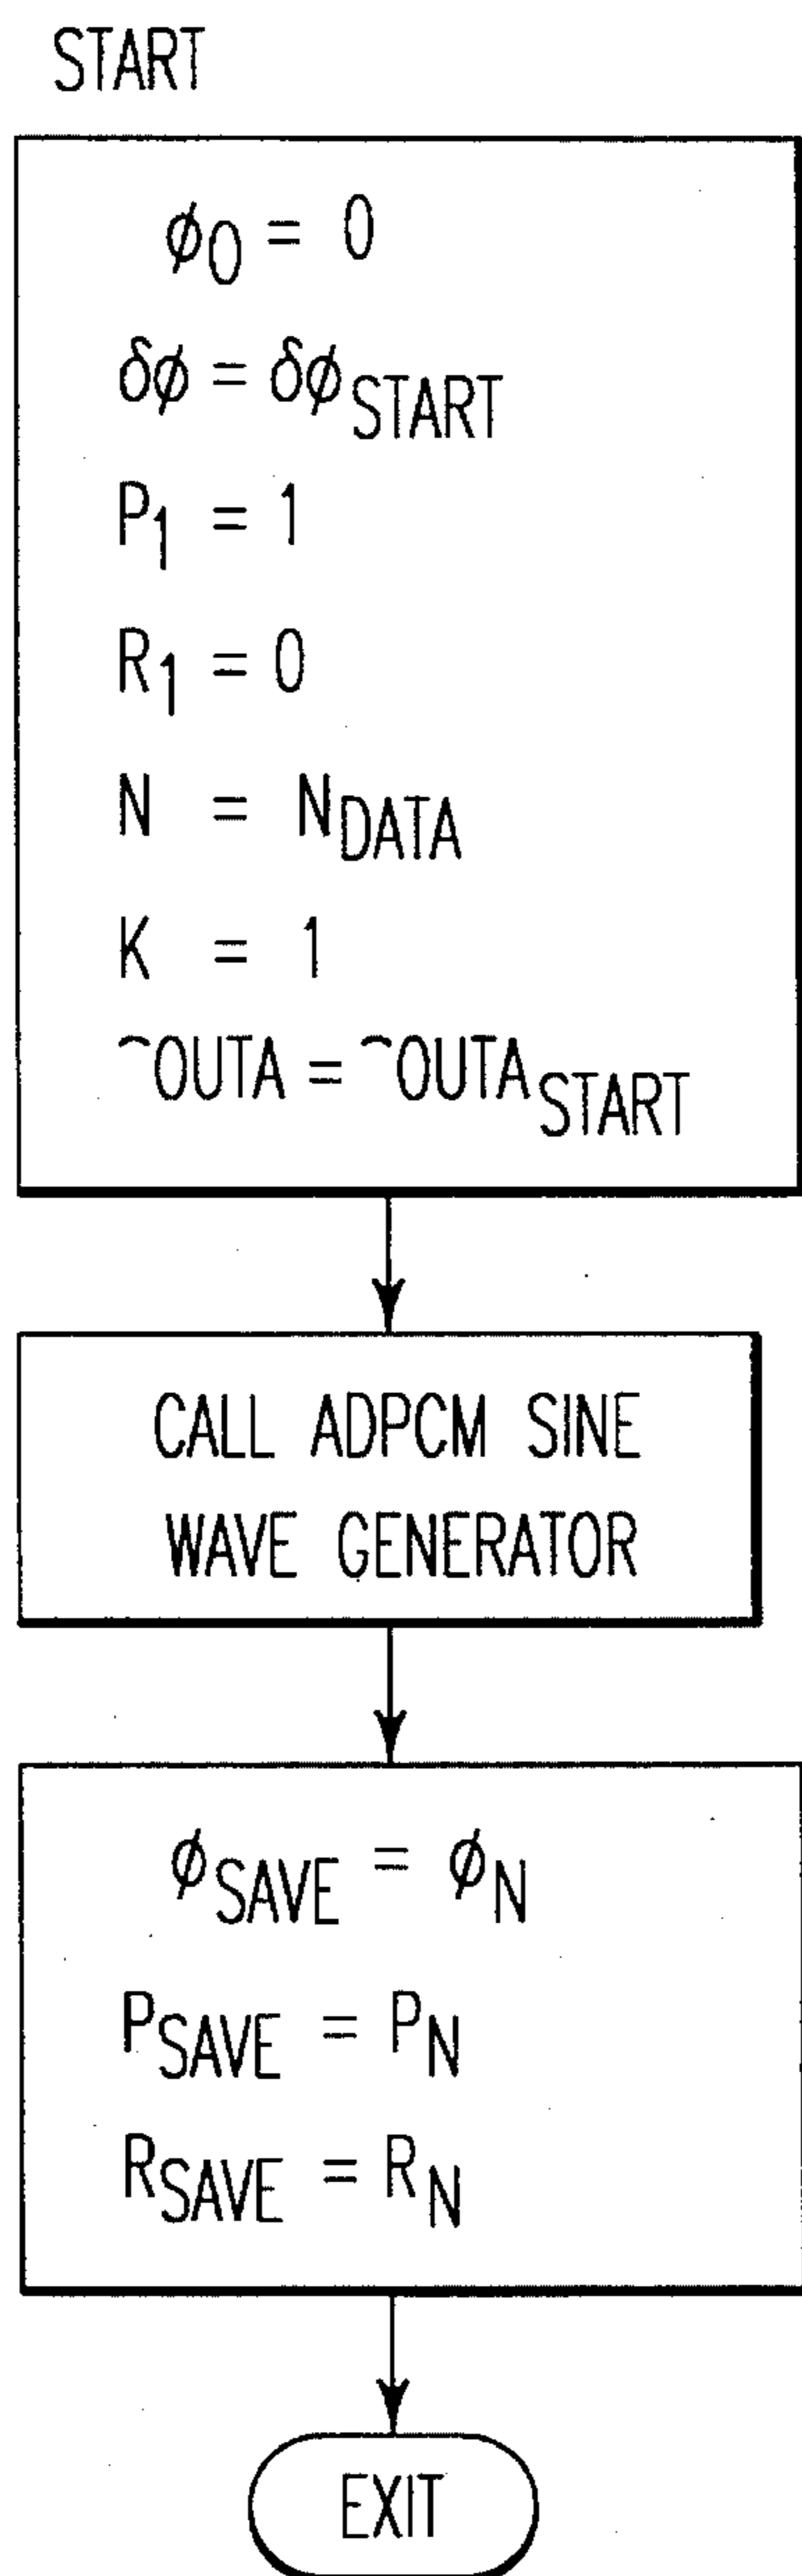 START
ϕ0 = 0
δϕ = δϕSTART
P1 = 1
R1 = 0
N = NDATA
K = 1
⌢OUTA = ⌢OUTASTART
CALL ADPCM SINE
WAVE GENERATOR
ϕSAVE = ϕN
PSAVE = PN
RSAVE = RN
EXIT